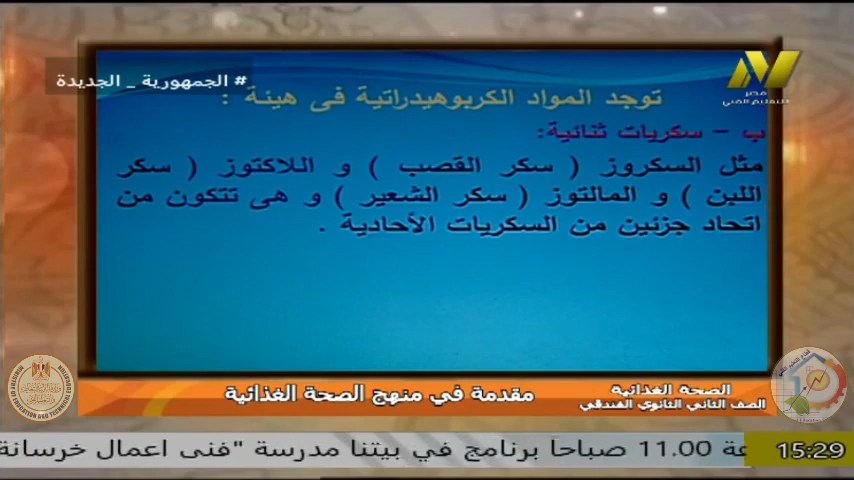 # الجمهورية _ الجديدة
مصر
للتعليم الفني
توجد المواد الكربوهيدراتية فى هيئة :
ب – سكريات ثنائية:
مثل السكروز ( سكر القصب ) و اللاكتوز ( سكر
اللبن ) و المالتوز ( سكر الشعير ) و هى تتكون من
اتحاد جزئين من السكريات الأحادية .
الصحة الغذائية
الصف الثاني الثانوي الفندقي
مقدمة في منهج الصحة الغذائية
11.00 صباحا برنامج في بيتنا مدرسة "فنى اعمال خرسانة
15:29